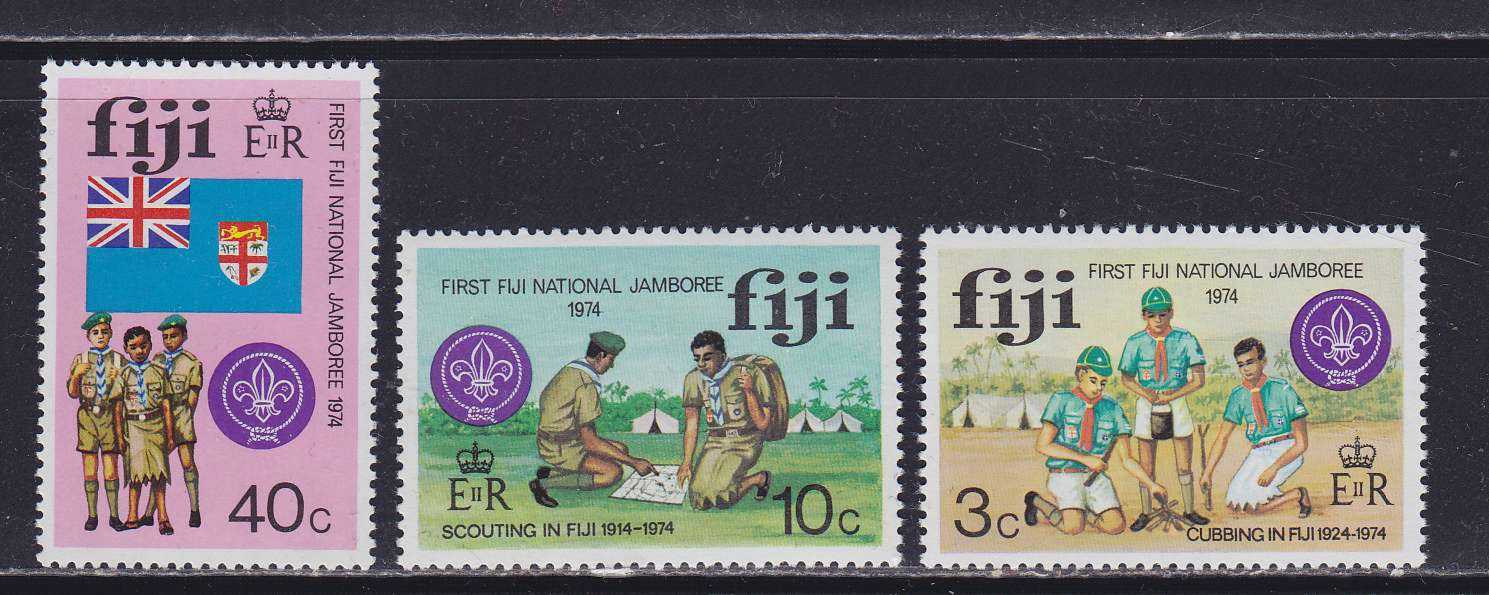 fiji
EIIR
FIRST FIJI NATIONAL JAMBOREE 1974
40c
FIRST FIJI NATIONAL JAMBOREE
1974
fiji
EIIR
10c
SCOUTING IN FIJI 1914-1974
fiji
FIRST FIJI NATIONAL JAMBOREE
1974
EIIR
3c
CUBBING IN FIJI 1924-1974